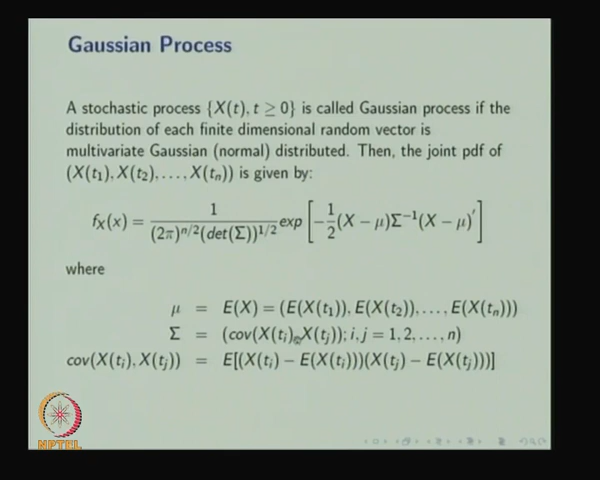 Gaussian Process
A stochastic process {X(t), t ≥ 0} is called Gaussian process if the
distribution of each finite dimensional random vector is
multivariate Gaussian (normal) distributed. Then, the joint pdf of
(X(t₁), X(t₂), . . . , X(tₙ)) is given by:
f_X(x) = 1 / ((2π)^{n/2}(det(Σ))^{1/2}) exp [−1/2 (X − μ)Σ^{−1}(X − μ)′]
where
μ = E(X) = (E(X(t₁)), E(X(t₂)), . . . , E(X(tₙ)))
Σ = (cov(X(tᵢ), X(tⱼ)); i, j = 1, 2, . . . , n)
cov(X(tᵢ), X(tⱼ)) = E[(X(tᵢ) − E(X(tᵢ)))(X(tⱼ) − E(X(tⱼ)))]
NPTEL